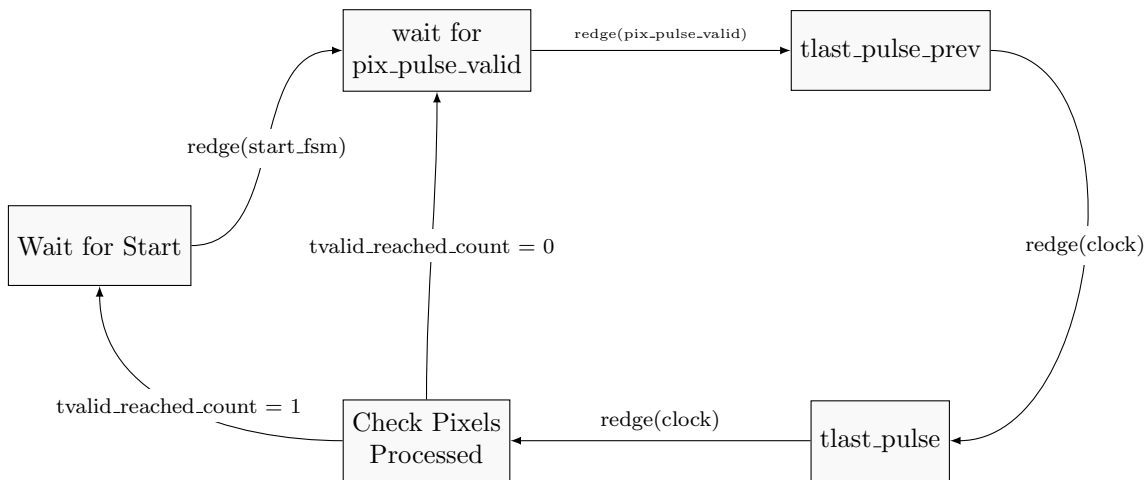 wait for
pix_pulse_valid
redge(pix_pulse_valid)
tlast_pulse_prev
redge(start_fsm)
Wait for Start
tvalid_reached_count = 0
redge(clock)
tvalid_reached_count = 1
Check Pixels
Processed
redge(clock)
tlast_pulse